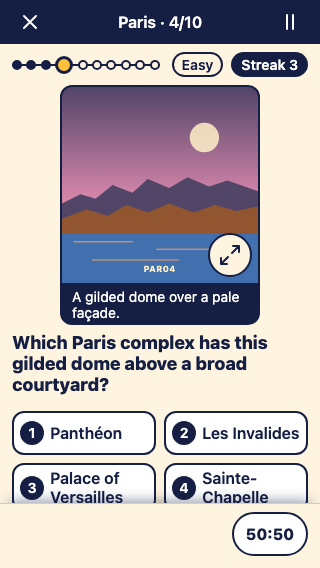 Paris · 4/10
Easy
Streak 3
PAR04
A gilded dome over a pale
façade.
Which Paris complex has this
gilded dome above a broad
courtyard?
1 Panthéon
2 Les Invalides
3 Palace of
Versailles
4 Sainte-
Chapelle
50:50